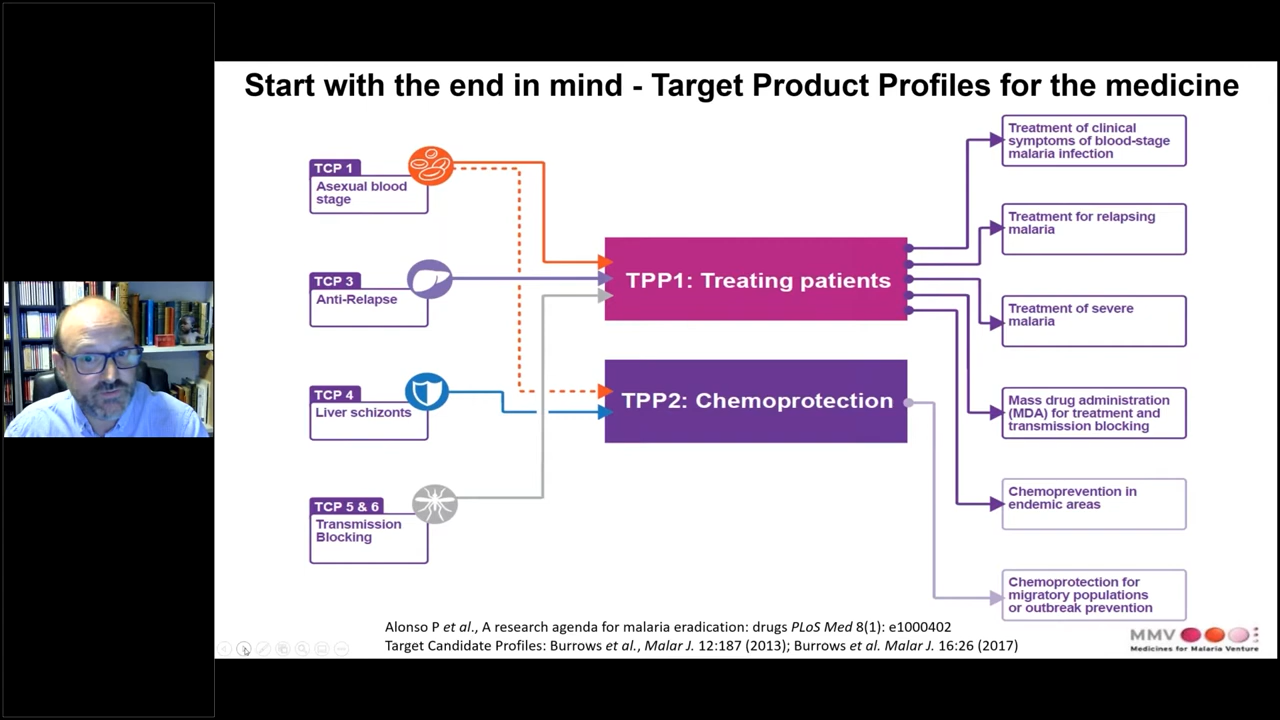 Start with the end in mind - Target Product Profiles for the medicine
TCP 1
Asexual blood
stage
TCP 3
Anti-Relapse
TCP 4
Liver schizonts
TCP 5 & 6
Transmission
Blocking
TPP1: Treating patients
TPP2: Chemoprotection
Treatment of clinical
symptoms of blood-stage
malaria infection
Treatment for relapsing
malaria
Treatment of severe
malaria
Mass drug administration
(MDA) for treatment and
transmission blocking
Chemoprevention in
endemic areas
Chemoprotection for
migratory populations
or outbreak prevention
Alonso P et al., A research agenda for malaria eradication: drugs PLoS Med 8(1): e1000402
Target Candidate Profiles: Burrows et al., Malar J. 12:187 (2013); Burrows et al. Malar J. 16:26 (2017)
MMV
Medicines for Malaria Venture